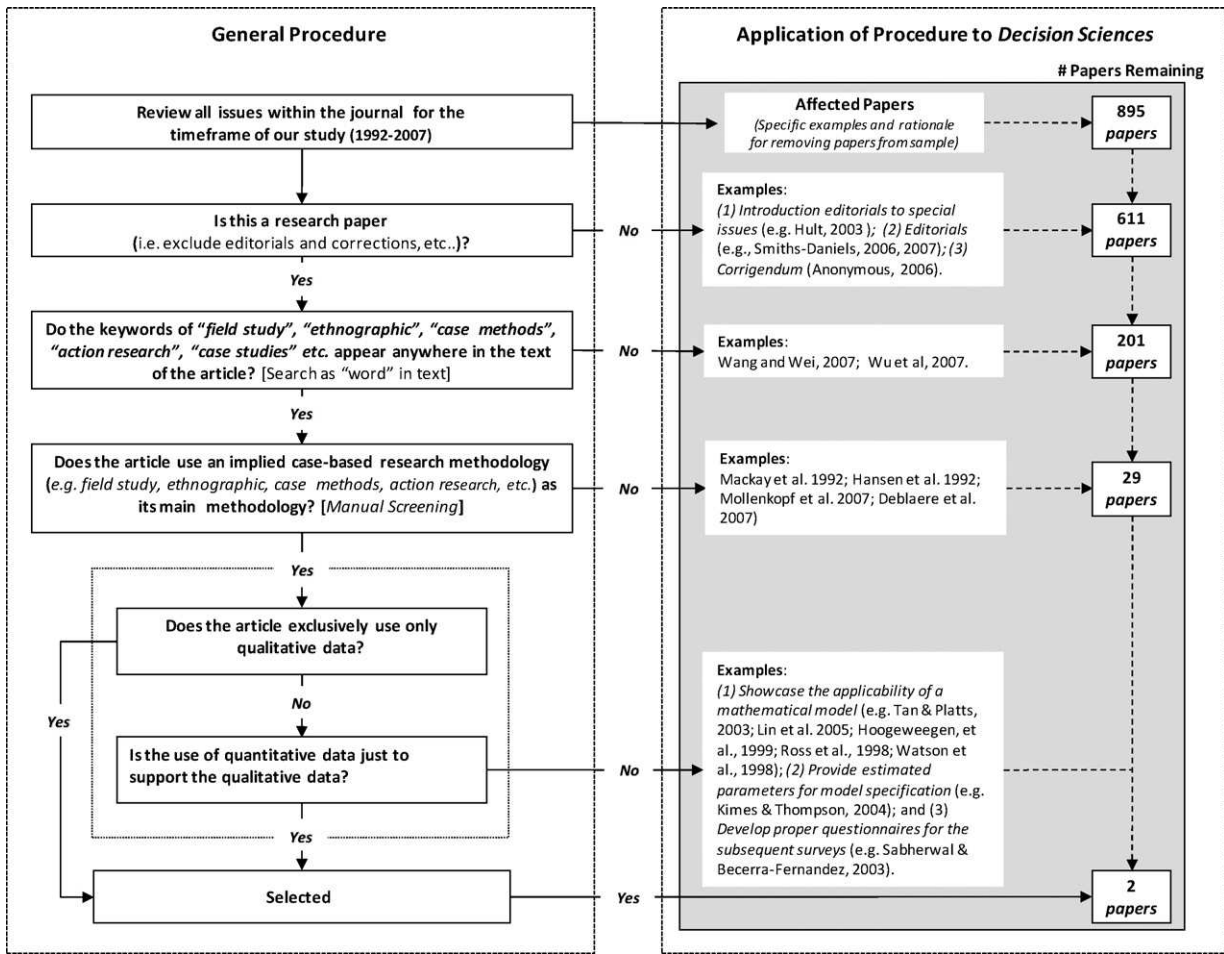 General Procedure
Review all issues within the journal for the
timeframe of our study (1992-2007)
Is this a research paper
(i.e. exclude editorials and corrections, etc..)?
Yes
Do the keywords of “field study”, “ethnographic”, “case methods”,
“action research”, “case studies” etc. appear anywhere in the text
of the article? [Search as “word” in text]
Yes
Does the article use an implied case-based research methodology
(e.g. field study, ethnographic, case methods, action research, etc.) as
its main methodology? [Manual Screening]
Yes
Does the article exclusively use only
qualitative data?
Yes
No
Is the use of quantitative data just to
support the qualitative data?
Yes
Selected
No
No
No
No
Yes
Application of Procedure to Decision Sciences
# Papers Remaining
Affected Papers
(Specific examples and rationale
for removing papers from sample)
895
papers
Examples:
(1) Introduction editorials to special
issues (e.g. Hult, 2003 ); (2) Editorials
(e.g., Smiths-Daniels, 2006, 2007); (3)
Corrigendum (Anonymous, 2006).
611
papers
Examples:
Wang and Wei, 2007; Wu et al, 2007.
201
papers
Examples:
Mackay et al. 1992; Hansen et al. 1992;
Mollenkopf et al. 2007; Deblaere et al.
2007)
29
papers
Examples:
(1) Showcase the applicability of a
mathematical model (e.g. Tan & Platts,
2003; Lin et al. 2005; Hoogeweegen, et
al., 1999; Ross et al., 1998; Watson et
al., 1998); (2) Provide estimated
parameters for model specification (e.g.
Kimes & Thompson, 2004); and (3)
Develop proper questionnaires for the
subsequent surveys (e.g. Sabherwal &
Becerra-Fernandez, 2003).
2
papers